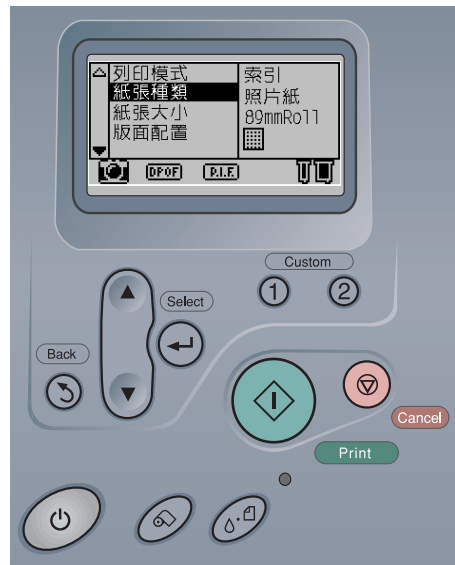 列印模式 索引
紙張種類 照片紙
紙張大小 89mmRoll
版面配置
DPOF P.I.F.
Custom
1 2
Select
Back
Cancel
Print